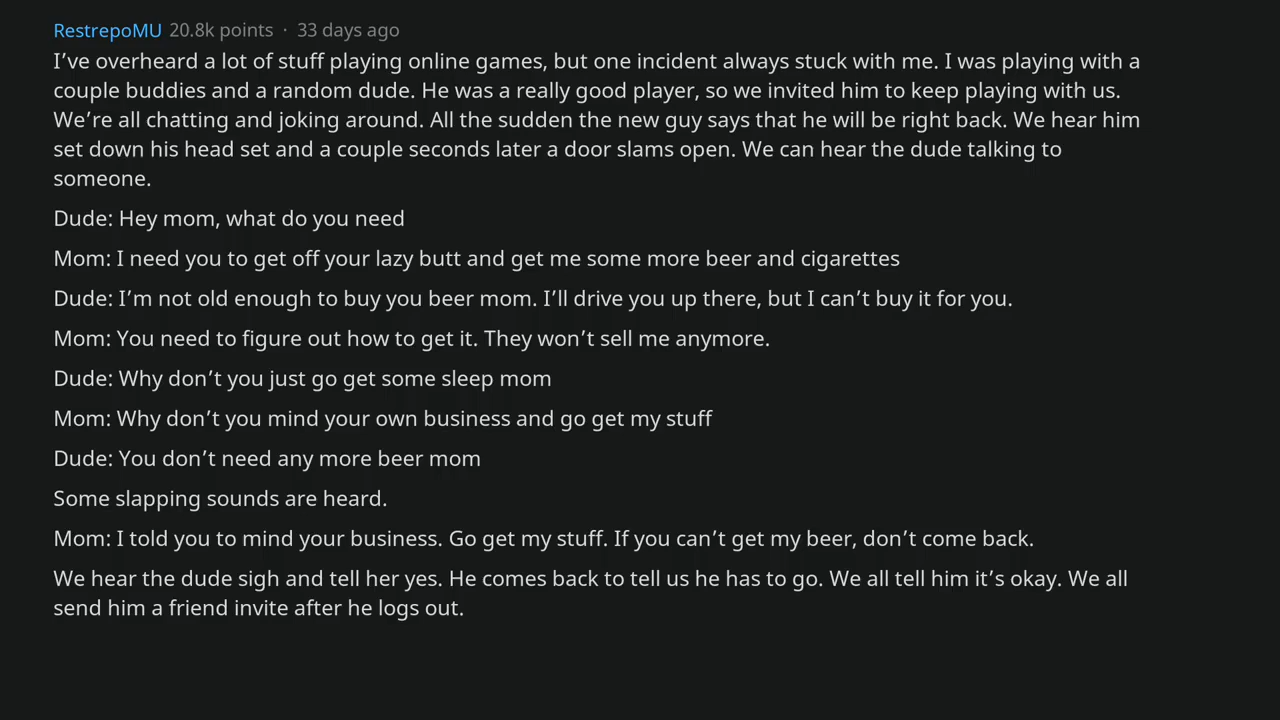 RestrepoMU 20.8k points · 33 days ago
I’ve overheard a lot of stuff playing online games, but one incident always stuck with me. I was playing with a
couple buddies and a random dude. He was a really good player, so we invited him to keep playing with us.
We’re all chatting and joking around. All the sudden the new guy says that he will be right back. We hear him
set down his head set and a couple seconds later a door slams open. We can hear the dude talking to
someone.
Dude: Hey mom, what do you need
Mom: I need you to get off your lazy butt and get me some more beer and cigarettes
Dude: I’m not old enough to buy you beer mom. I’ll drive you up there, but I can’t buy it for you.
Mom: You need to figure out how to get it. They won’t sell me anymore.
Dude: Why don’t you just go get some sleep mom
Mom: Why don’t you mind your own business and go get my stuff
Dude: You don’t need any more beer mom
Some slapping sounds are heard.
Mom: I told you to mind your business. Go get my stuff. If you can’t get my beer, don’t come back.
We hear the dude sigh and tell her yes. He comes back to tell us he has to go. We all tell him it’s okay. We all
send him a friend invite after he logs out.